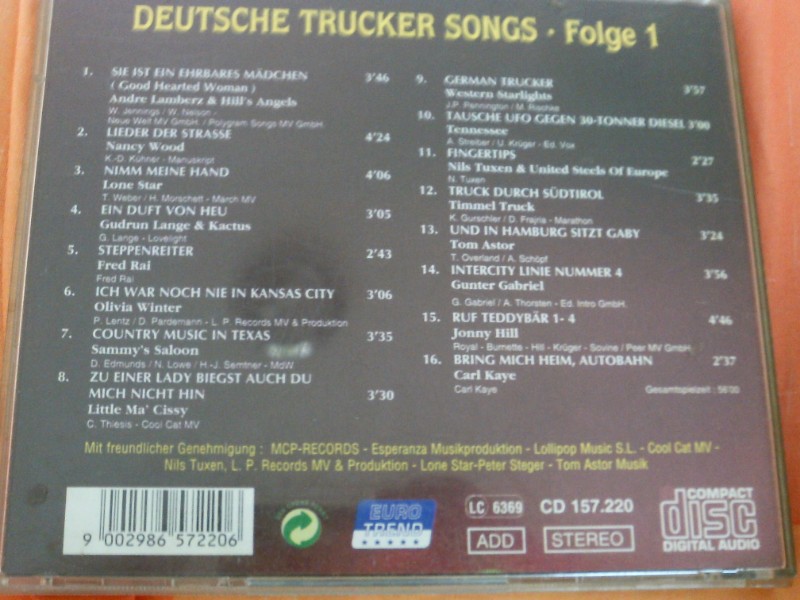 DEUTSCHE TRUCKER SONGS · Folge 1
1. SIE IST EIN EHRBARES MÄDCHEN 3'46
( Good Hearted Woman )
Andre Lamberz & Hill's Angels
W. Jennings / W. Nelson -
Neue Welt MV GmbH. / Polygram Songs MV GmbH.
2. LIEDER DER STRASSE 4'24
Nancy Wood
K.-D. Kühner - Manuskript
3. NIMM MEINE HAND 4'06
Lone Star
T. Weber / H. Morschett - March MV
4. EIN DUFT VON HEU 3'05
Gudrun Lange & Kactus
G. Lange - Lovelight
5. STEPPENREITER 2'43
Fred Rai
Fred Rai
6. ICH WAR NOCH NIE IN KANSAS CITY 3'06
Olivia Winter
P. Lentz / D. Pardemann - L. P. Records MV & Produktion
7. COUNTRY MUSIC IN TEXAS 3'35
Sammy's Saloon
D. Edmunds / N. Lowe / H.-J. Semtner - MdW
8. ZU EINER LADY BIEGST AUCH DU
MICH NICHT HIN 3'30
Little Ma' Cissy
C. Thiesis - Cool Cat MV
9. GERMAN TRUCKER 3'57
Western Starlights
J.P. Pennington / M. Rischke
10. TAUSCHE UFO GEGEN 30-TONNER DIESEL 3'00
Tennessee
A. Streiber / U. Krüger - Ed. Vox
11. FINGERTIPS 2'27
Nils Tuxen & United Steels Of Europe
N. Tuxen
12. TRUCK DURCH SÜDTIROL 3'35
Timmel Truck
K. Gurschler / D. Frajria - Marathon
13. UND IN HAMBURG SITZT GABY 3'24
Tom Astor
T. Overland / A. Schöpf
14. INTERCITY LINIE NUMMER 4 3'56
Gunter Gabriel
G. Gabriel / A. Thorsten - Ed. Intro GmbH.
15. RUF TEDDYBÄR 1- 4 4'46
Jonny Hill
Royal - Burnette - Hill - Krüger - Sovine / Peer MV GmbH
16. BRING MICH HEIM, AUTOBAHN 2'37
Carl Kaye
Carl Kaye Gesamtspielzeit : 56'00
Mit freundlicher Genehmigung : MCP-RECORDS - Esperanza Musikproduktion - Lollipop Music S.L. - Cool Cat MV -
Nils Tuxen, L. P. Records MV & Produktion - Lone Star-Peter Steger - Tom Astor Musik
9 002986 572206
EURO
TREND
LC 6369
CD 157.220
ADD
STEREO
COMPACT
disc
DIGITAL AUDIO